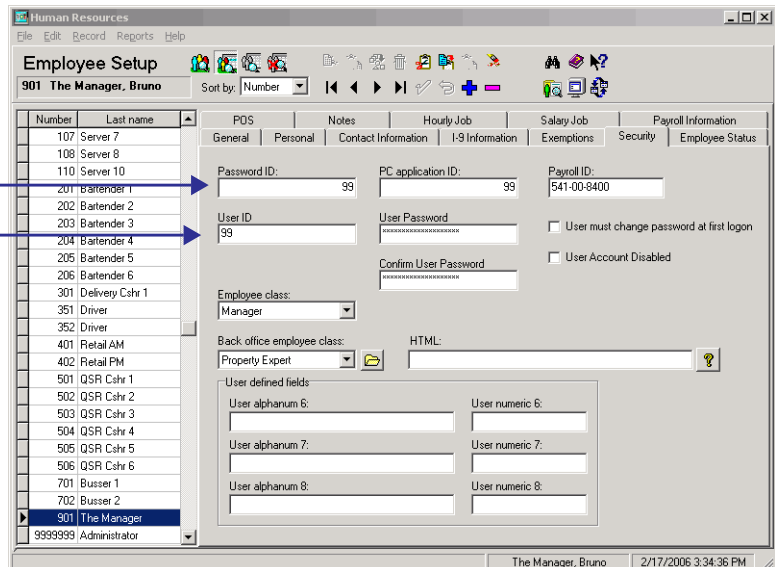 Human Resources
File Edit Record Reports Help
Employee Setup
901 The Manager, Bruno
Sort by: Number
Number Last name
107 Server 7
108 Server 8
110 Server 10
201 Bartender 1
202 Bartender 2
203 Bartender 3
204 Bartender 4
205 Bartender 5
206 Bartender 6
301 Delivery Cshr 1
351 Driver
352 Driver
401 Retail AM
402 Retail PM
501 QSR Cshr 1
502 QSR Cshr 2
503 QSR Cshr 3
504 QSR Cshr 4
505 QSR Cshr 5
506 QSR Cshr 6
701 Busser 1
702 Busser 2
901 The Manager
9999999 Administrator
POS Notes Hourly Job Salary Job Payroll Information
General Personal Contact Information I-9 Information Exemptions Security Employee Status
Password ID: PC application ID: Payroll ID:
99 99 541-00-8400
User ID User Password
99 ×××××××××××××××××××
User must change password at first logon
Confirm User Password
×××××××××××××××××××
User Account Disabled
Employee class:
Manager
Back office employee class: HTML:
Property Expert
User defined fields
User alphanum 6: User numeric 6:
User alphanum 7: User numeric 7:
User alphanum 8: User numeric 8:
The Manager, Bruno 2/17/2006 3:34:36 PM